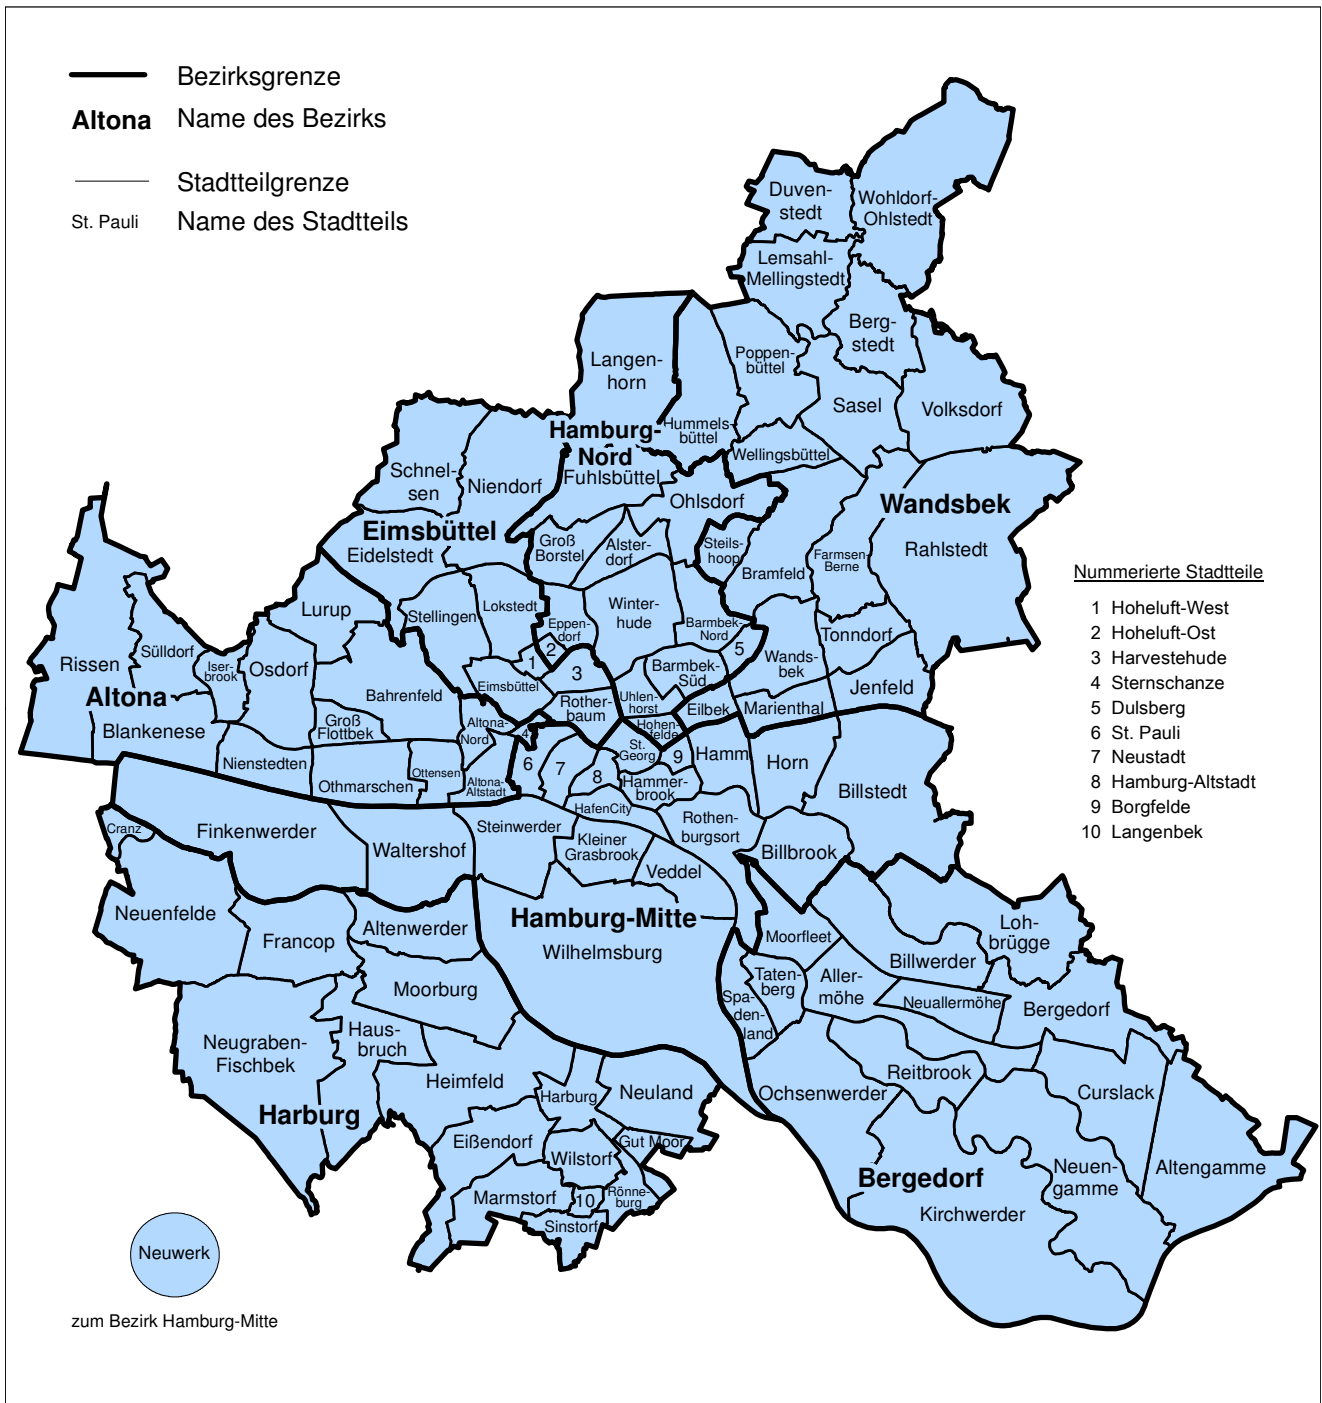 Bezirksgrenze
Altona Name des Bezirks
Stadtteilgrenze
St. Pauli Name des Stadtteils
Duven-
stedt
Wohldorf-
Ohlstedt
Lemsahl-
Mellingstedt
Berg-
stedt
Langen-
horn
Poppen-
büttel
Sasel
Volksdorf
Hummels-
büttel
Hamburg-
Nord
Wellingsbüttel
Schnel-
sen
Niendorf
Fuhlsbüttel
Ohlsdorf
Wandsbek
Eimsbüttel
Eidelstedt
Groß
Borstel
Alster-
dorf
Steils-
hoop
Bramfeld
Farmsen-
Berne
Rahlstedt
Nummerierte Stadtteile
1 Hoheluft-West
2 Hoheluft-Ost
3 Harvestehude
4 Sternschanze
5 Dulsberg
6 St. Pauli
7 Neustadt
8 Hamburg-Altstadt
9 Borgfelde
10 Langenbek
Lurup
Stellingen
Lokstedt
Eppen-
dorf
Winter-
hude
Barmbek-
Nord
5
Tonndorf
Wands-
bek
Rissen
Sülldorf
Iser-
brook
Osdorf
1
2
3
Barmbek-
Süd
Jenfeld
Altona
Blankenese
Bahrenfeld
Eimsbüttel
Rother-
baum
Uhlen-
horst
Eilbek
Marienthal
Groß
Flottbek
Altona-
Nord
4
Hohen-
felde
Nienstedten
Othmarschen
Ottensen
Altona-
Altstadt
6
7
8
St.
Georg
9
Hamm
Horn
Billstedt
Hammer-
brook
HafenCity
Cranz
Finkenwerder
Waltershof
Steinwerder
Kleiner
Grasbrook
Rothen-
burgsort
Billbrook
Veddel
Neuenfelde
Francop
Altenwerder
Hamburg-Mitte
Wilhelmsburg
Moorfleet
Loh-
brügge
Billwerder
Moorburg
Spa-
den-
land
Taten-
berg
Aller-
möhe
Neuallermöhe
Bergedorf
Neugraben-
Fischbek
Haus-
bruch
Heimfeld
Harburg
Neuland
Ochsenwerder
Reitbrook
Curslack
Harburg
Eißendorf
Wilstorf
Gut Moor
Bergedorf
Neuen-
gamme
Altengamme
Marmstorf
10
Rönne-
burg
Sinstorf
Kirchwerder
Neuwerk
zum Bezirk Hamburg-Mitte